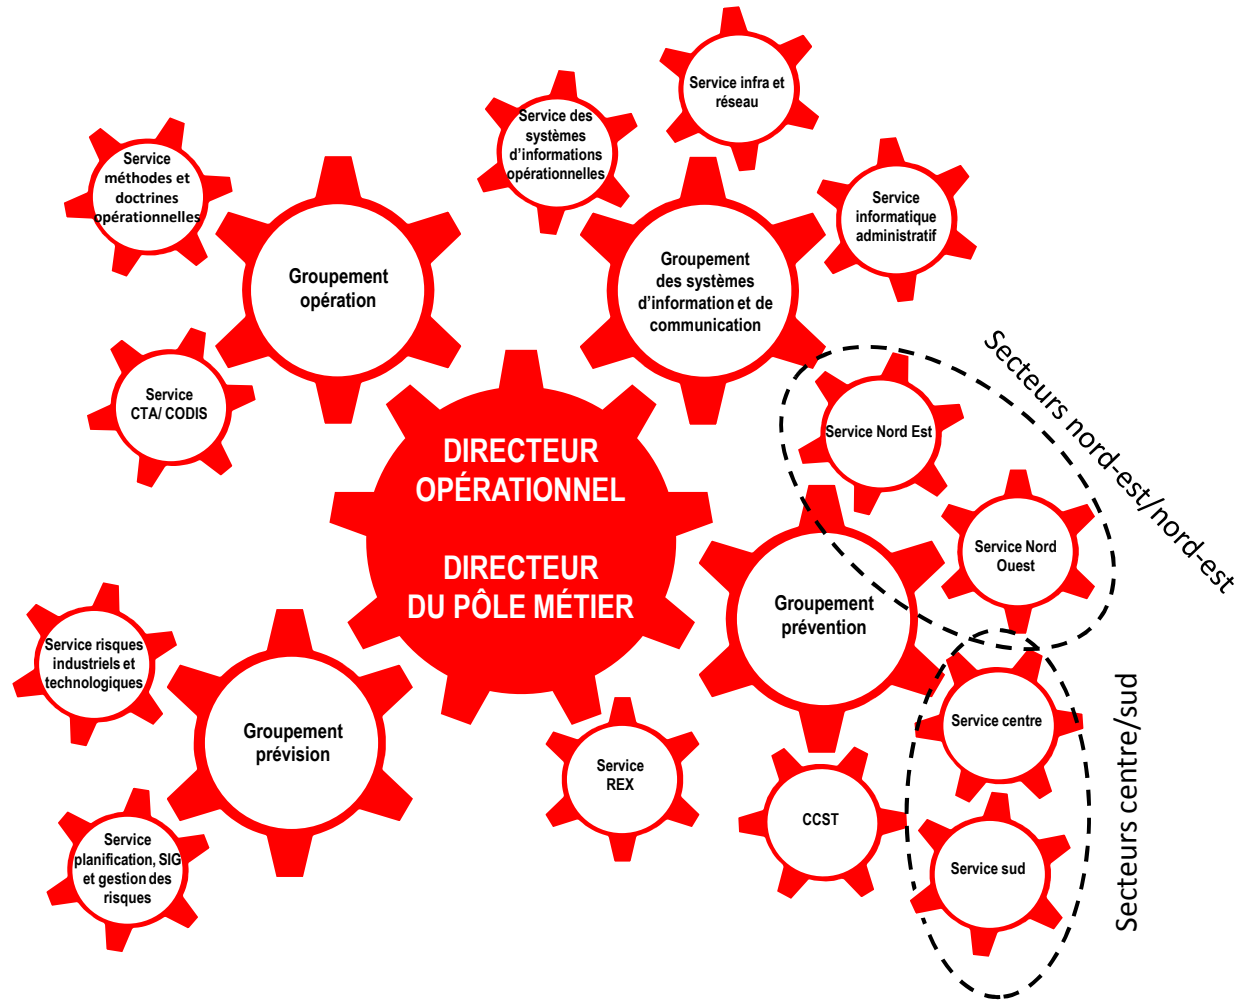 Service infra et
réseau
Service des
systèmes
d'informations
opérationnelles
Service
méthodes et
doctrines
opérationnelles
Service
informatique
administratif
Groupement
opération
Groupement
des systèmes
d'information et de
communication
Service
CTA/ CODIS
Secteurs nord-est/nord-est
Service Nord Est
Service Nord
Ouest
DIRECTEUR
OPÉRATIONNEL
DIRECTEUR
DU PÔLE MÉTIER
Groupement
prévention
Service risques
industriels et
technologiques
Groupement
prévision
Service
REX
Service centre
Secteurs centre/sud
CCST
Service sud
Service
planification, SIG
et gestion des
risques